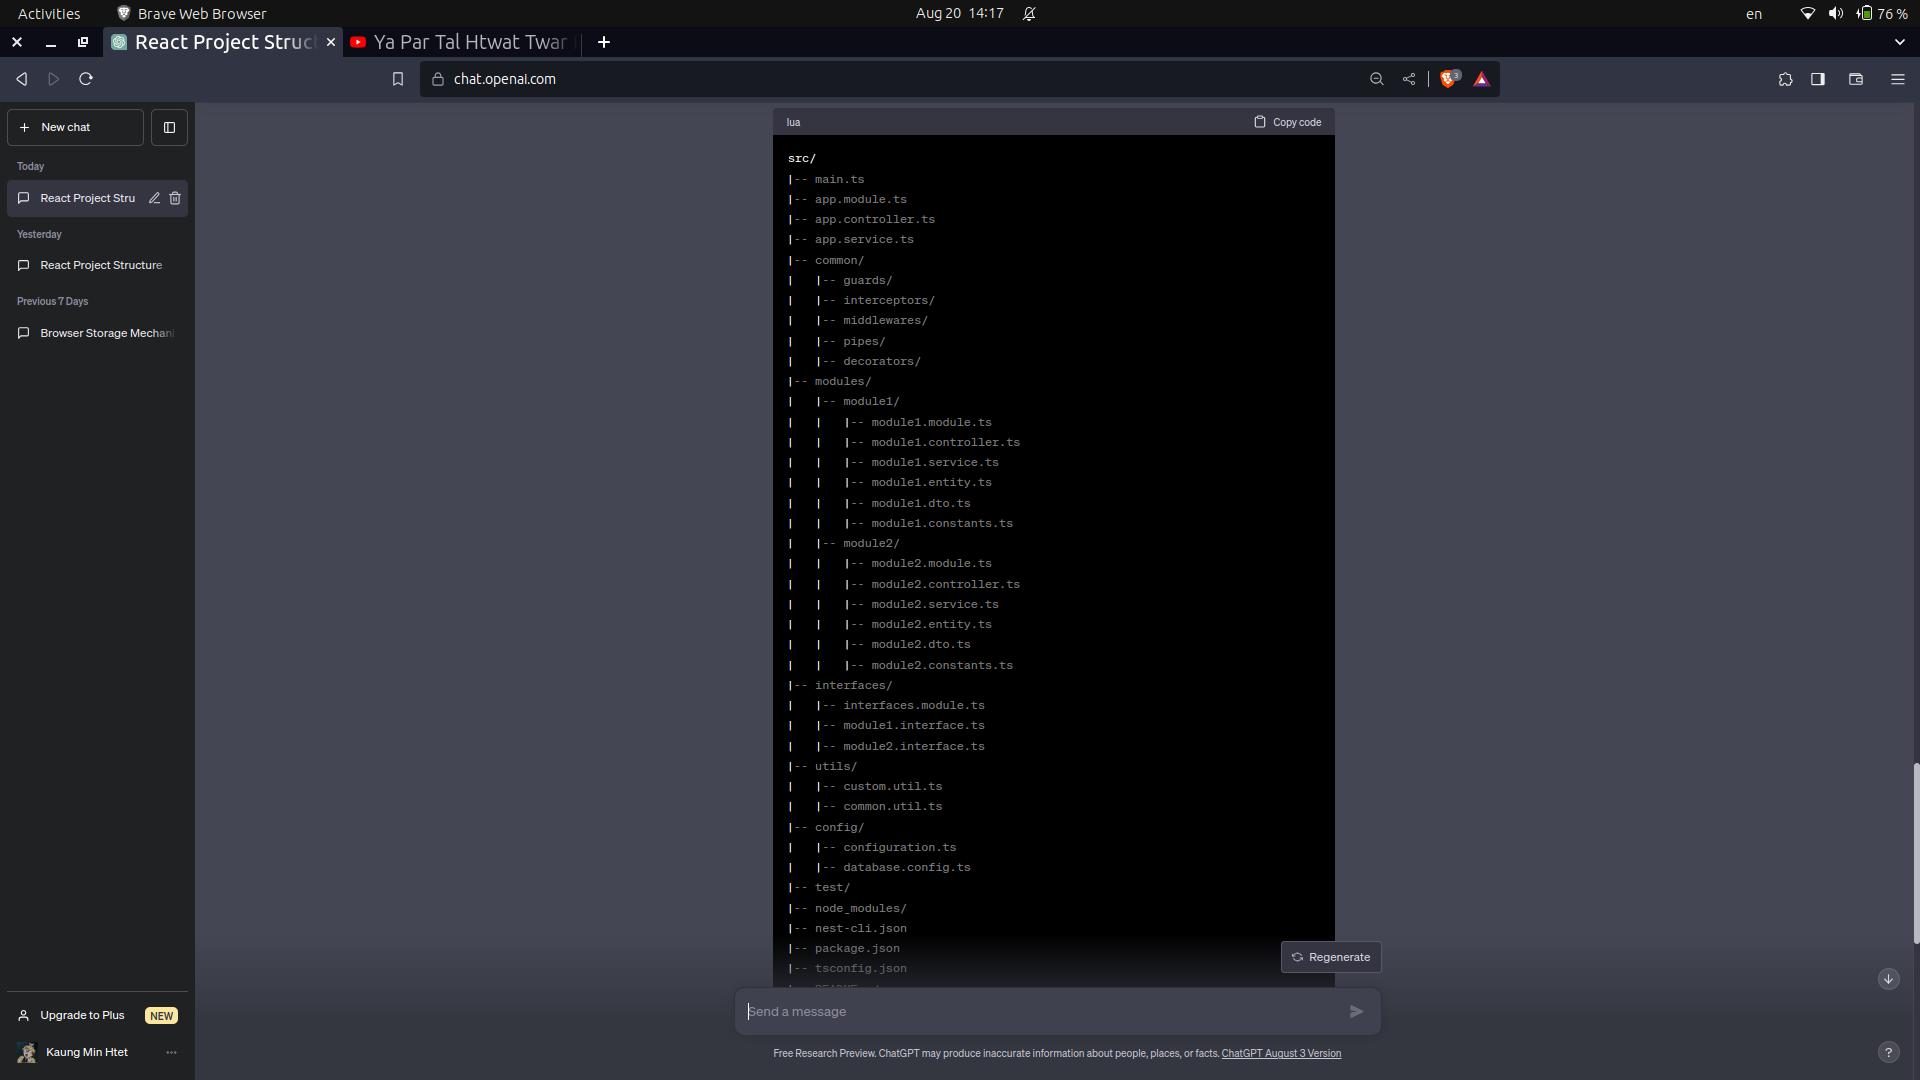 Activities
Brave Web Browser
Aug 20 14:17
en
76 %
React Project Struc
Ya Par Tal Htwat Twar
chat.openai.com
3
New chat
Today
React Project Stru
Yesterday
React Project Structure
Previous 7 Days
Browser Storage Mechani
lua
Copy code
src/
|-- main.ts
|-- app.module.ts
|-- app.controller.ts
|-- app.service.ts
|-- common/
|   |-- guards/
|   |-- interceptors/
|   |-- middlewares/
|   |-- pipes/
|   |-- decorators/
|-- modules/
|   |-- module1/
|   |   |-- module1.module.ts
|   |   |-- module1.controller.ts
|   |   |-- module1.service.ts
|   |   |-- module1.entity.ts
|   |   |-- module1.dto.ts
|   |   |-- module1.constants.ts
|   |-- module2/
|   |   |-- module2.module.ts
|   |   |-- module2.controller.ts
|   |   |-- module2.service.ts
|   |   |-- module2.entity.ts
|   |   |-- module2.dto.ts
|   |   |-- module2.constants.ts
|-- interfaces/
|   |-- interfaces.module.ts
|   |-- module1.interface.ts
|   |-- module2.interface.ts
|-- utils/
|   |-- custom.util.ts
|   |-- common.util.ts
|-- config/
|   |-- configuration.ts
|   |-- database.config.ts
|-- test/
|-- node_modules/
|-- nest-cli.json
|-- package.json
|-- tsconfig.json
Regenerate
Send a message
Free Research Preview. ChatGPT may produce inaccurate information about people, places, or facts. ChatGPT August 3 Version
Upgrade to Plus
NEW
Kaung Min Htet
?